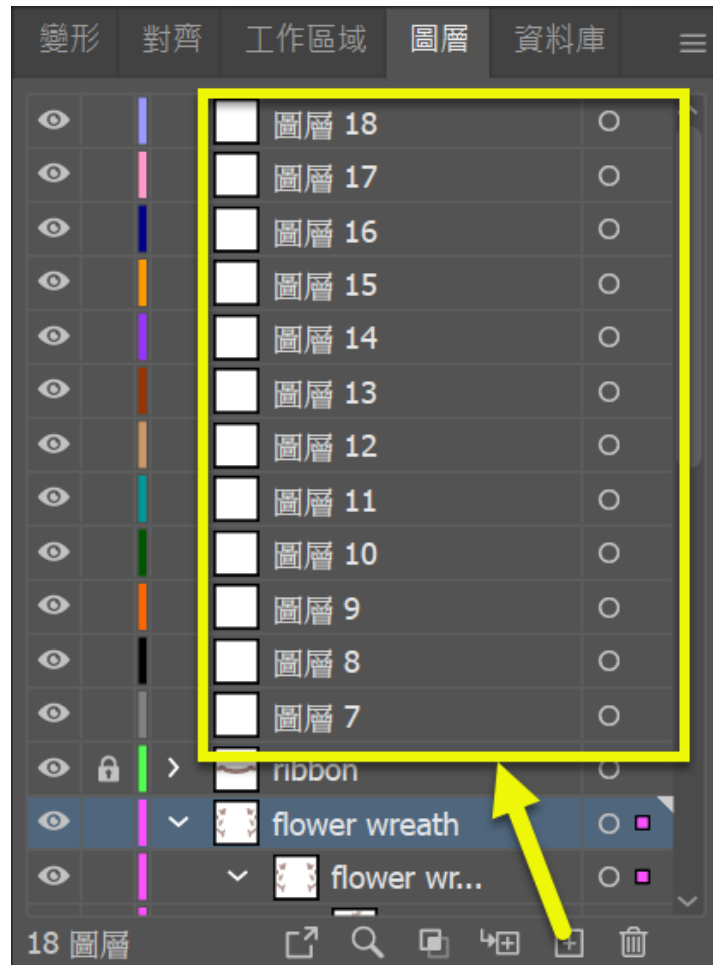 變形 對齊 工作區域 圖層 資料庫
圖層 18
圖層 17
圖層 16
圖層 15
圖層 14
圖層 13
圖層 12
圖層 11
圖層 10
圖層 9
圖層 8
圖層 7
ribbon
flower wreath
flower wr...
18 圖層